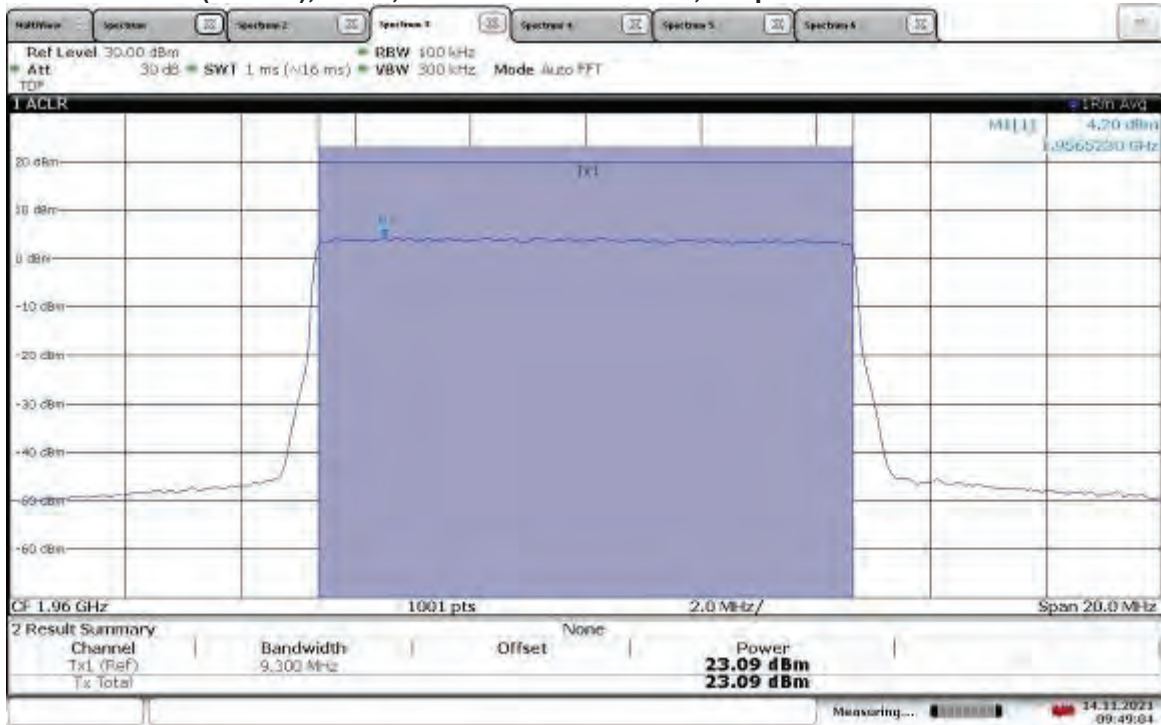 MultiView Spectrum Spectrum 2 Spectrum 3 Spectrum 4 Spectrum 5 Spectrum 6
Ref Level 30.00 dBm RBW 100 kHz
Att 30 dB SWT 1 ms (~16 ms) VBW 300 kHz Mode Auto FFT
TDF
1 ACLR 1Rm Avg
M1[1] 4.20 dBm
1.9565230 GHz
20 dBm
Tx1
10 dBm
M1
0 dBm
-10 dBm
-20 dBm
-30 dBm
-40 dBm
-50 dBm
-60 dBm
CF 1.96 GHz 1001 pts 2.0 MHz/ Span 20.0 MHz
2 Result Summary None
Channel Bandwidth Offset Power
Tx1 (Ref) 9.300 MHz 23.09 dBm
Tx Total 23.09 dBm
Measuring... 14.11.2021
09:49:04